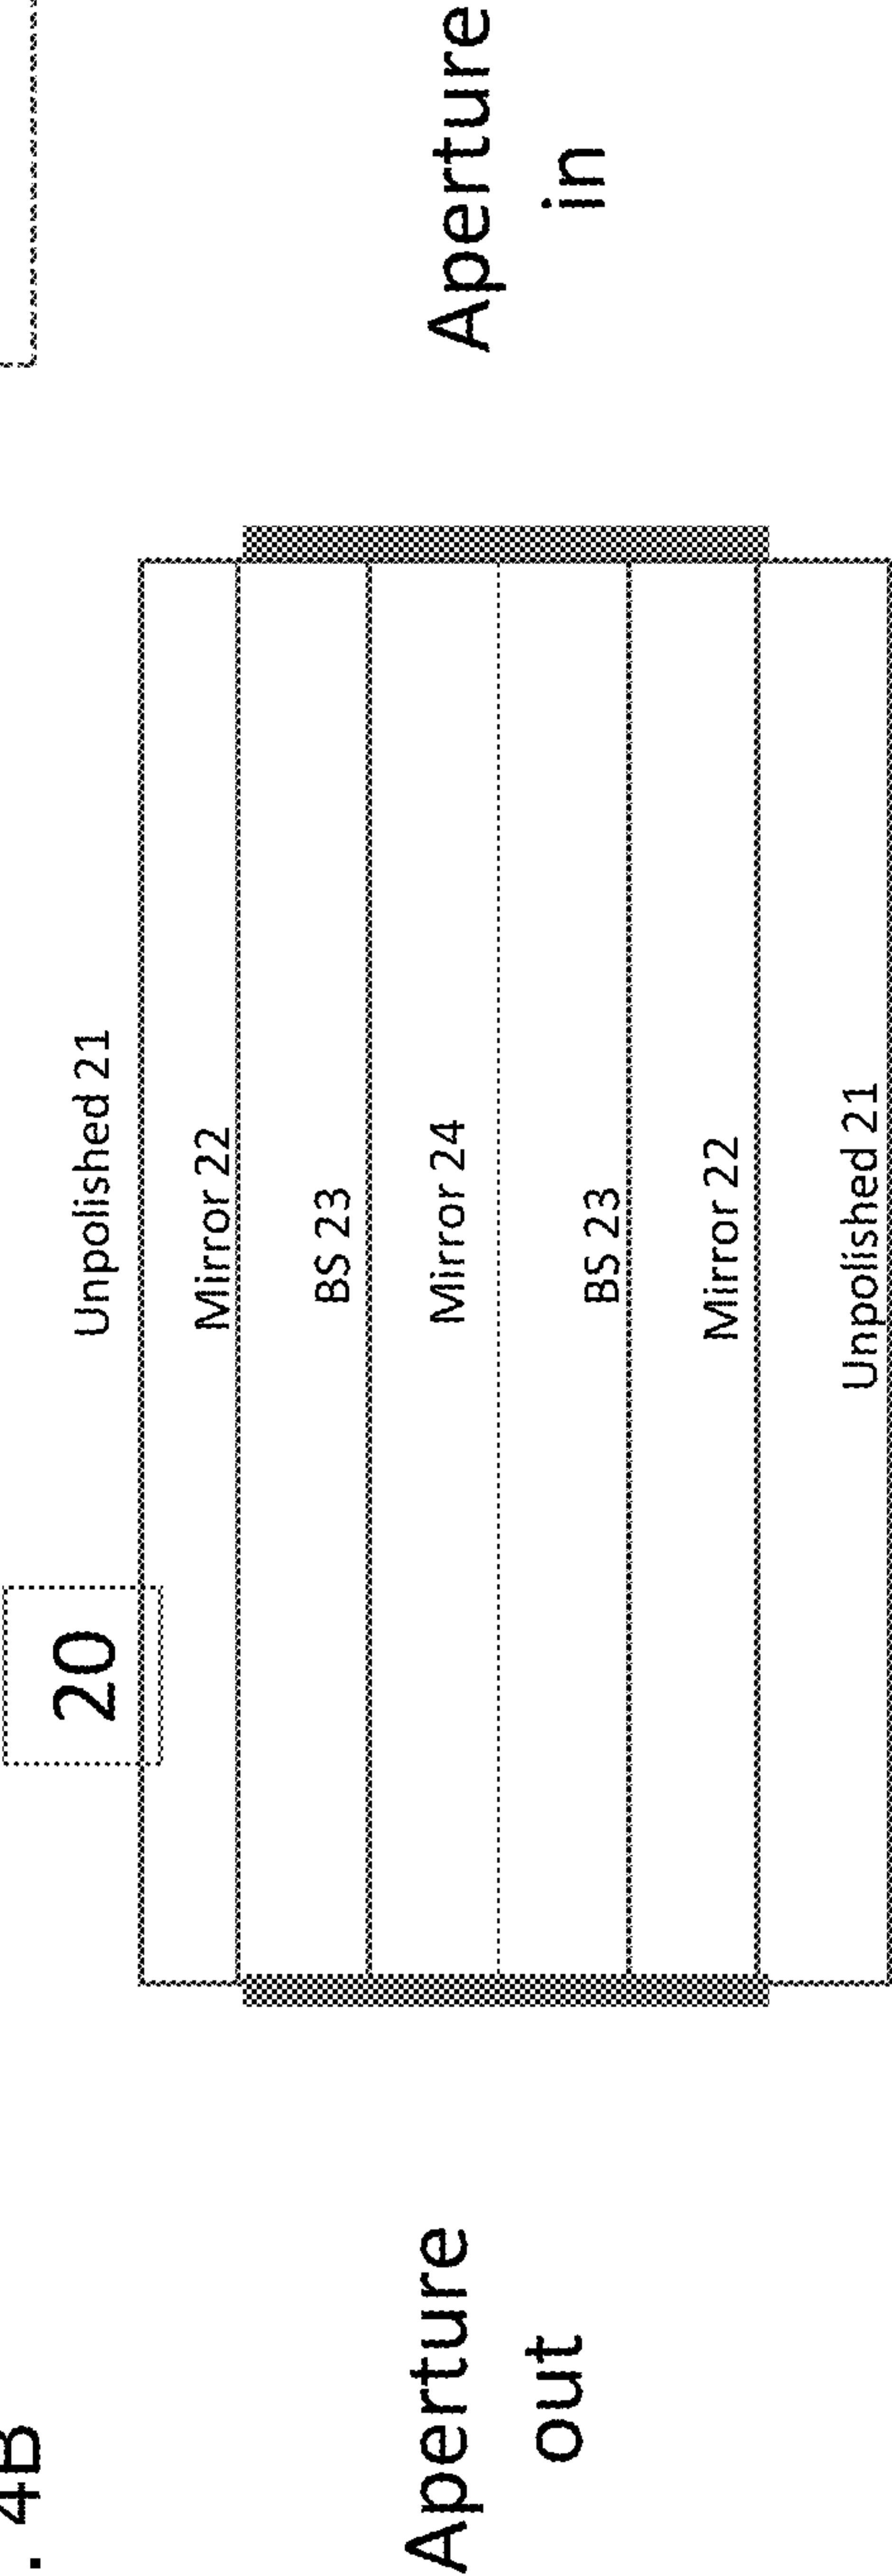 . 4B
20
Unpolished 21
Mirror 22
BS 23
Mirror 24
BS 23
Mirror 22
Unpolished 21
Aperture
out
Aperture
in